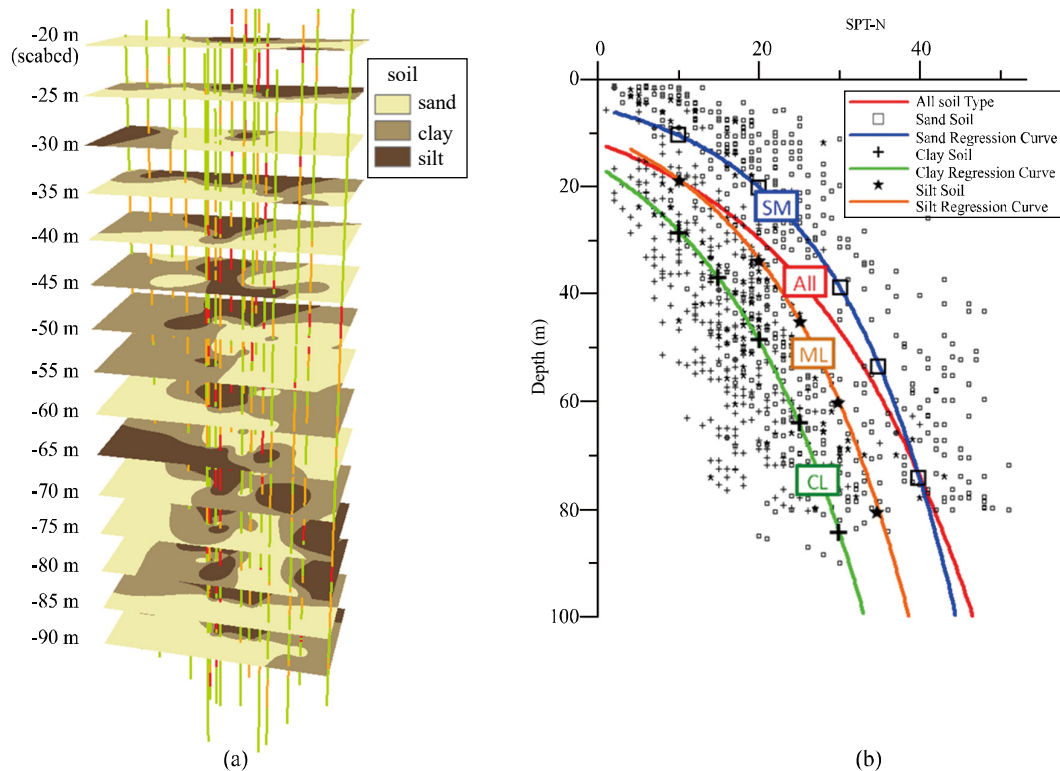 -20 m
(scabed)
-25 m
-30 m
-35 m
-40 m
-45 m
-50 m
-55 m
-60 m
-65 m
-70 m
-75 m
-80 m
-85 m
-90 m
soil
sand
clay
silt
(a)
SPT-N
0 20 40
0
20
40
60
80
100
Depth (m)
All soil Type
Sand Soil
Sand Regression Curve
Clay Soil
Clay Regression Curve
Silt Soil
Silt Regression Curve
SM
All
ML
CL
(b)